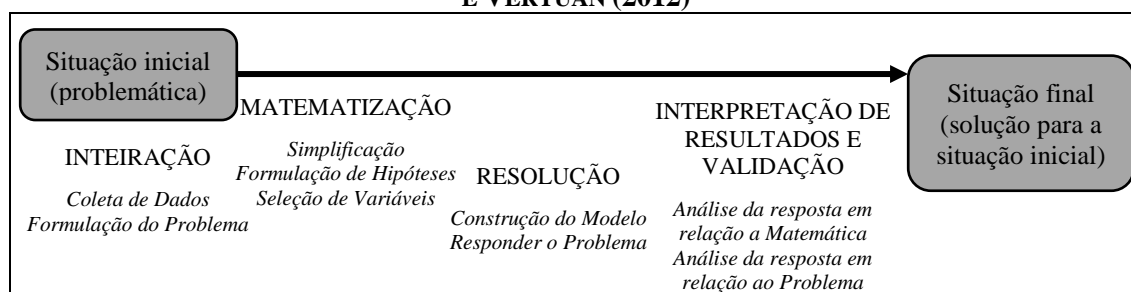 E VERTUAN (2012)
Situação inicial
(problemática)
MATEMATIZAÇÃO
Simplificação
Formulação de Hipóteses
Seleção de Variáveis
INTEIRAÇÃO
Coleta de Dados
Formulação do Problema
RESOLUÇÃO
Construção do Modelo
Responder o Problema
INTERPRETAÇÃO DE
RESULTADOS E
VALIDAÇÃO
Análise da resposta em
relação a Matemática
Análise da resposta em
relação ao Problema
Situação final
(solução para a
situação inicial)